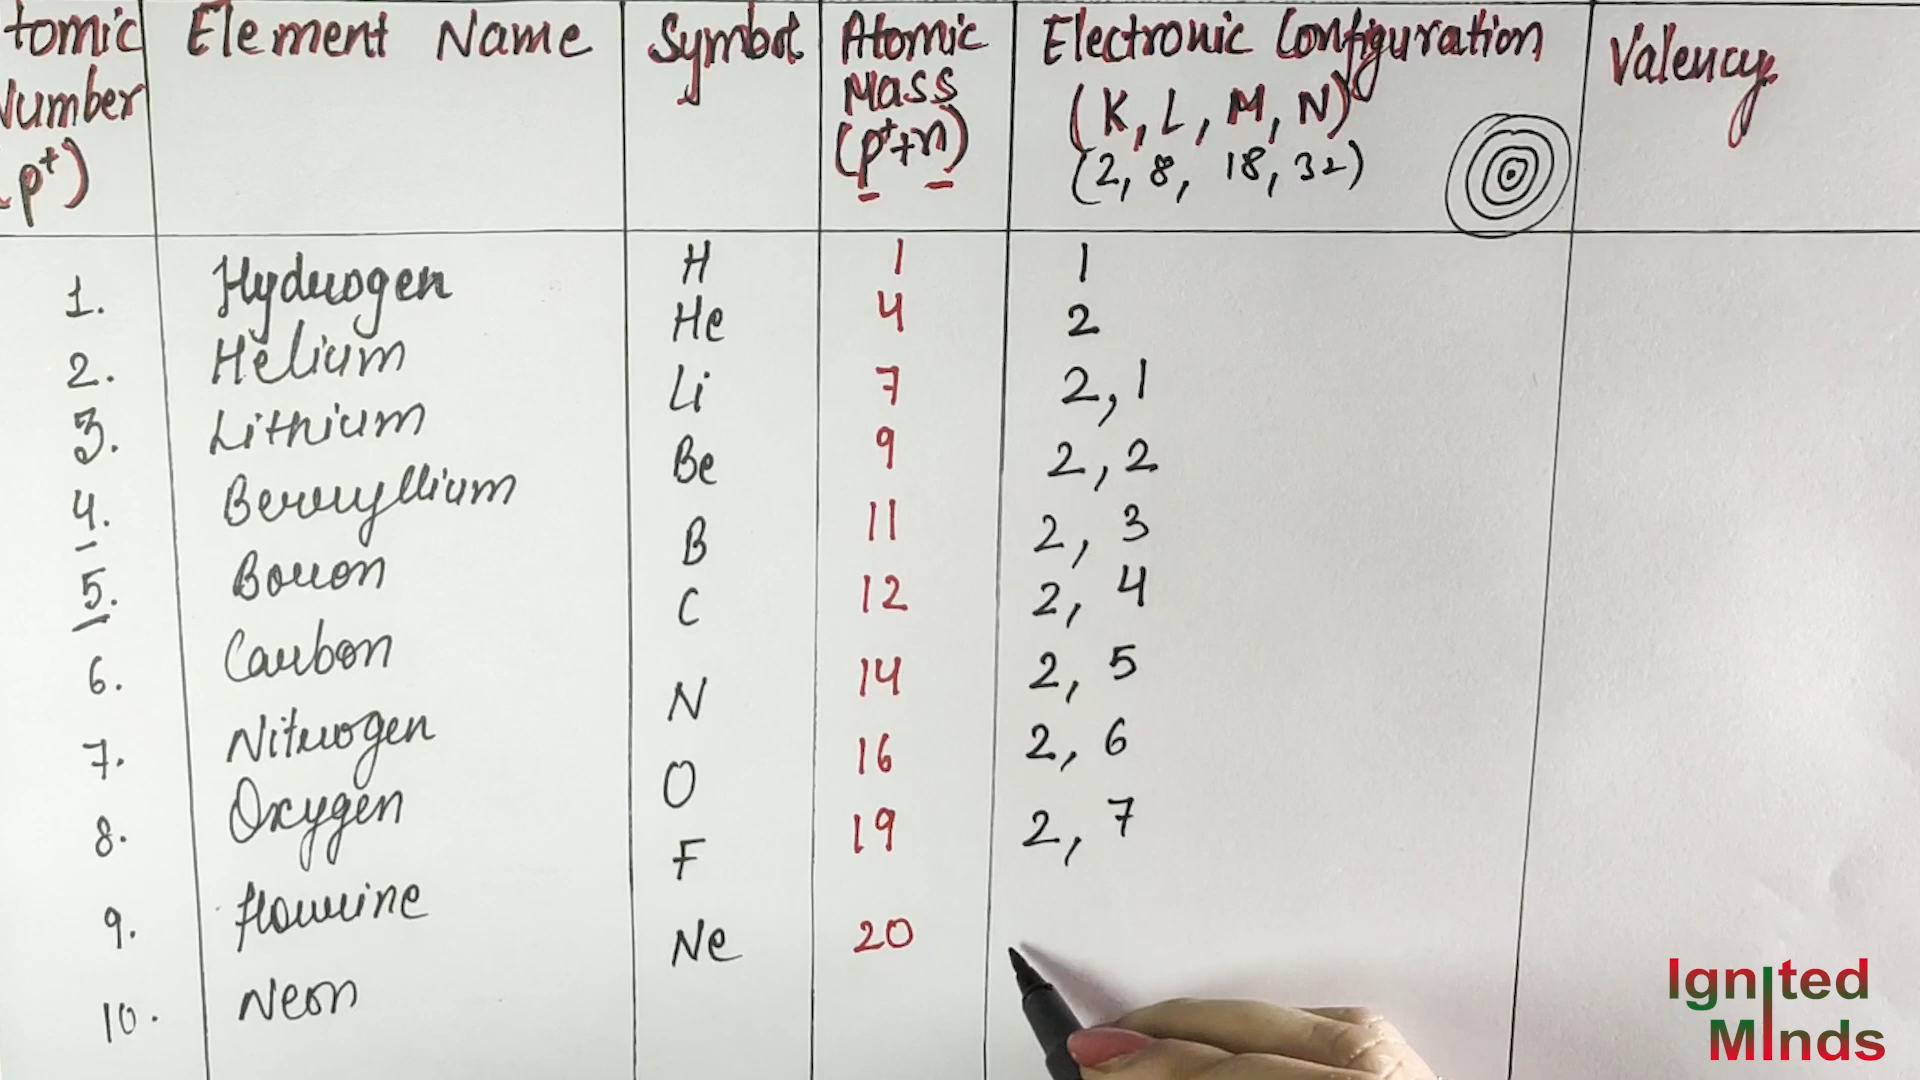 tomic Element Name Symbol Atomic Electronic Configuration Valency
Number Mass (K, L, M, N)
p+) (p+n) (2, 8, 18, 32)
1. Hydrogen H 1 1
2. Helium He 4 2
3. Lithium Li 7 2, 1
4. Berryllium Be 9 2, 2
5. Boron B 11 2, 3
6. Carbon C 12 2, 4
7. Nitrogen N 14 2, 5
8. Oxygen O 16 2, 6
9. flourine F 19 2, 7
10. Neon Ne 20
Ignited
Minds